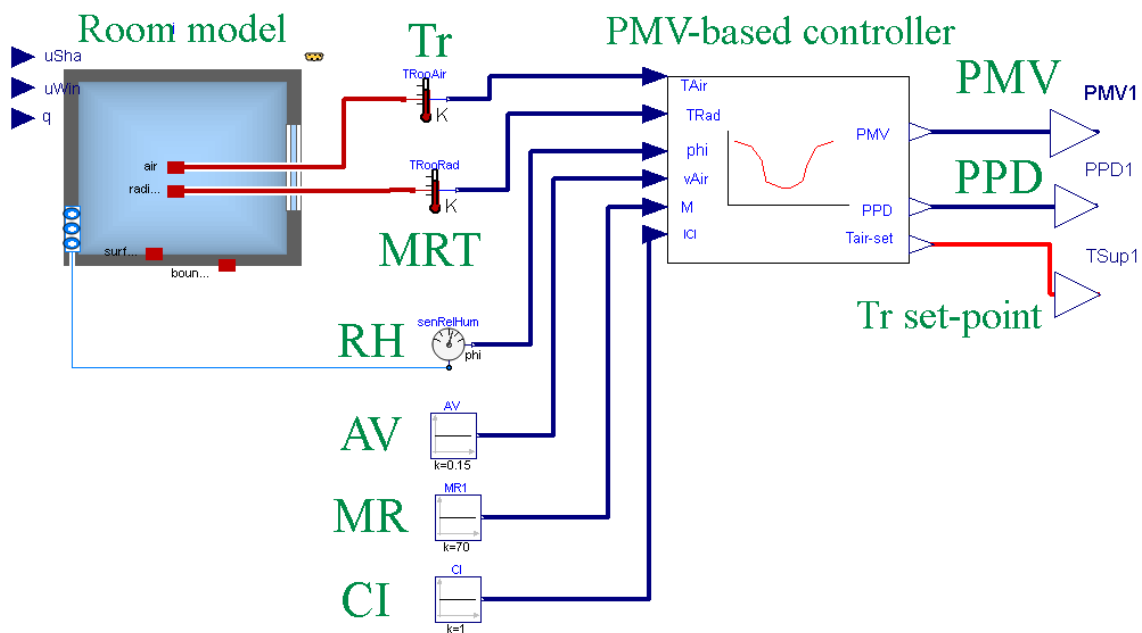 Room model
Tr
PMV-based controller
uSha
uWin
q
TRooAir
K
air
radi...
TRooRad
K
surf...
boun...
MRT
TAir
TRad
phi
vAir
M
ICI
PMV
PPD
Tair-set
PMV
PMV1
PPD
PPD1
TSup1
Tr set-point
RH
senRelHum
phi
AV
AV
k=0.15
MR
MR1
k=70
CI
CI
k=1